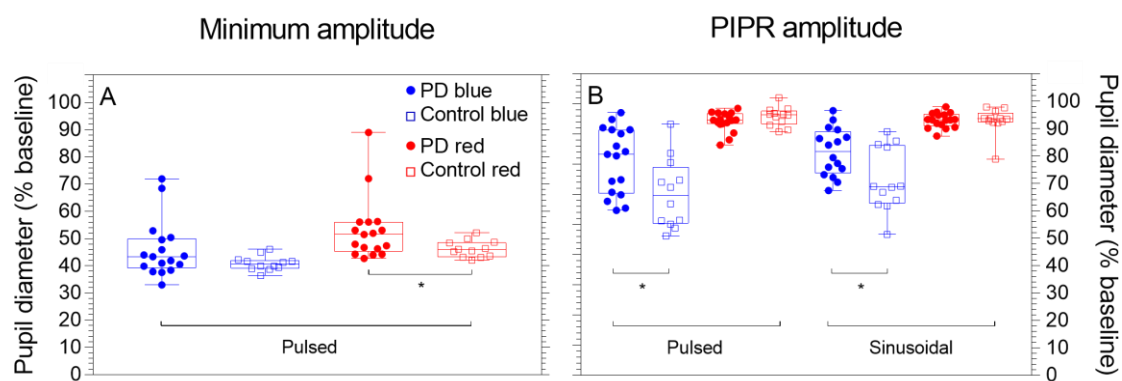 Minimum amplitude
PIPR amplitude
Pupil diameter (% baseline)
A
PD blue
Control blue
PD red
Control red
100
90
80
70
60
50
40
30
20
10
0
*
Pulsed
B
*
*
Pulsed
Sinusoidal
100
90
80
70
60
50
40
30
20
10
0
Pupil diameter (% baseline)